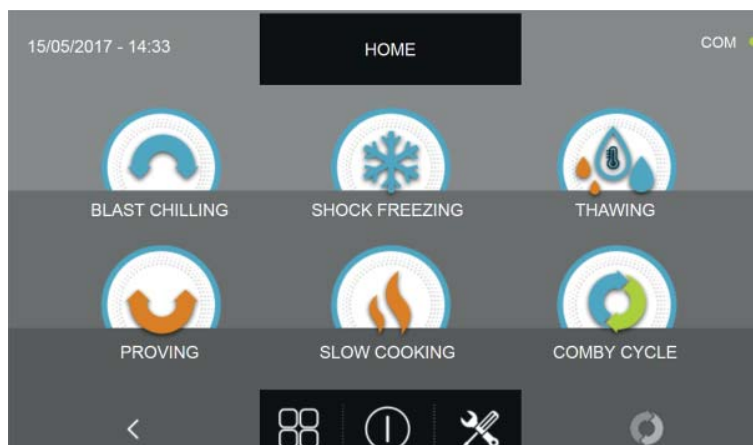 15/05/2017 - 14:33
HOME
COM
BLAST CHILLING
SHOCK FREEZING
THAWING
PROVING
SLOW COOKING
COMBY CYCLE